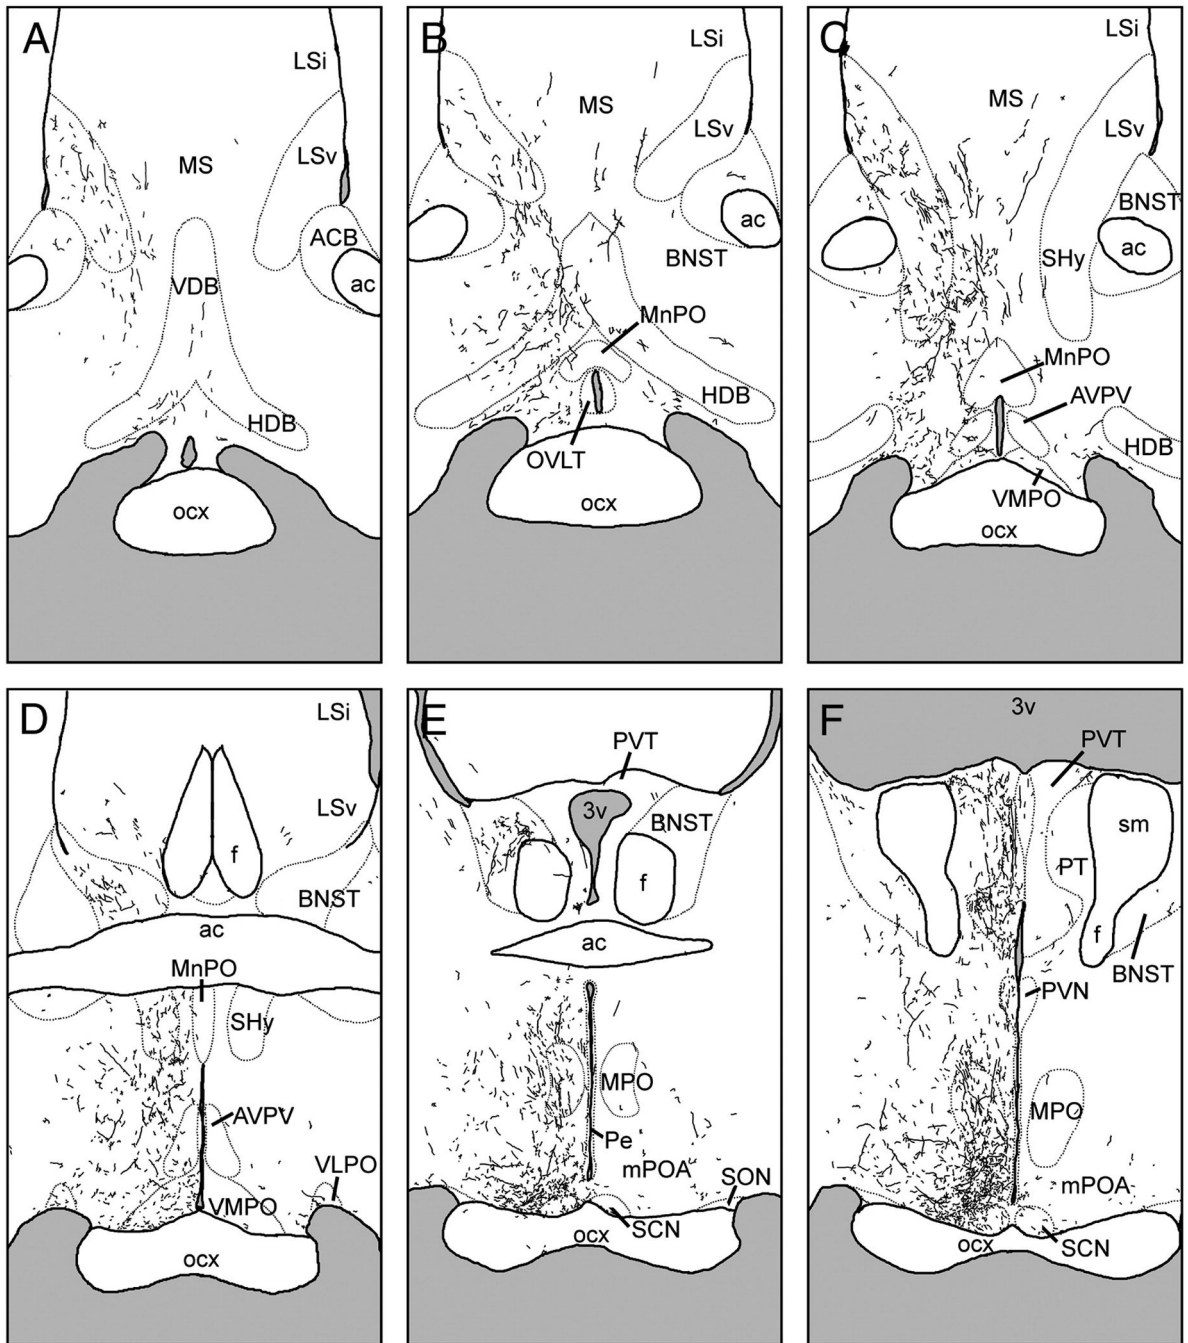 A
LSi
MS
LSv
ACB
ac
VDB
HDB
ocx
B
LSi
MS
LSv
ac
BNST
MnPO
HDB
OVLT
ocx
C
LSi
MS
LSv
BNST
ac
SHy
MnPO
AVPV
HDB
VMPO
ocx
D
LSi
LSv
f
BNST
ac
MnPO
SHy
AVPV
VLPO
VMPO
ocx
E
PVT
3v
BNST
f
ac
MPO
Pe
mPOA
SON
SCN
ocx
F
3v
PVT
sm
PT
f
BNST
PVN
MPO
mPOA
ocx
SCN